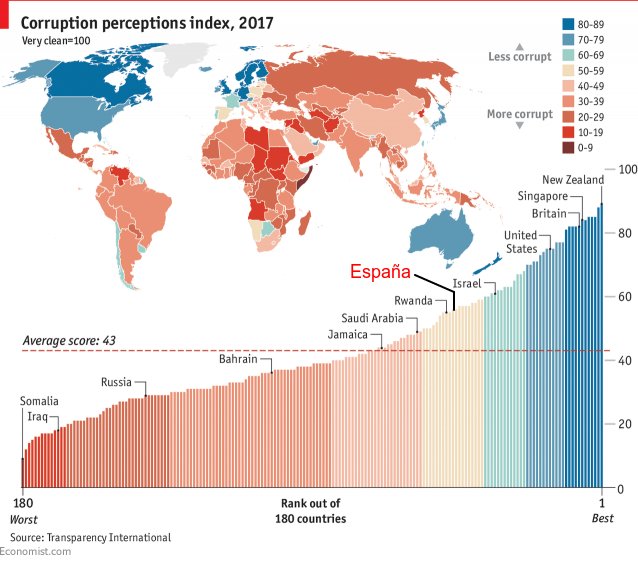 Corruption perceptions index, 2017
Very clean=100
80-89
70-79
60-69
50-59
40-49
30-39
20-29
10-19
0-9
Less corrupt
More corrupt
100
80
60
40
20
0
New Zealand
Singapore
Britain
United
States
España
Israel
Rwanda
Saudi Arabia
Jamaica
Average score: 43
Bahrain
Russia
Somalia
Iraq
180
Worst
Rank out of
180 countries
1
Best
Source: Transparency International
Economist.com